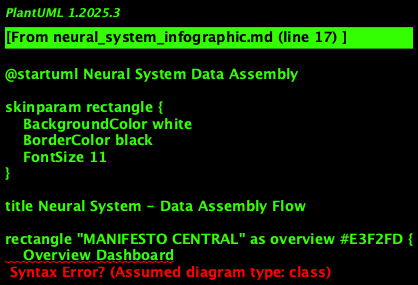 PlantUML 1.2025.3
[From neural_system_infographic.md (line 17) ]
@startuml Neural System Data Assembly
skinparam rectangle {
BackgroundColor white
BorderColor black
FontSize 11
}
title Neural System - Data Assembly Flow
rectangle "MANIFESTO CENTRAL" as overview #E3F2FD {
Overview Dashboard
Syntax Error? (Assumed diagram type: class)